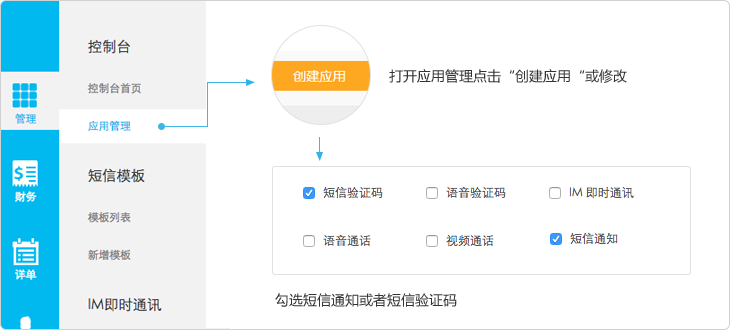 管理
财务
详单
控制台
控制台首页
应用管理
短信模板
模板列表
新增模板
IM即时通讯
创建应用
打开应用管理点击“创建应用“或修改
短信验证码 语音验证码 IM 即时通讯
语音通话 视频通话 短信通知
勾选短信通知或者短信验证码